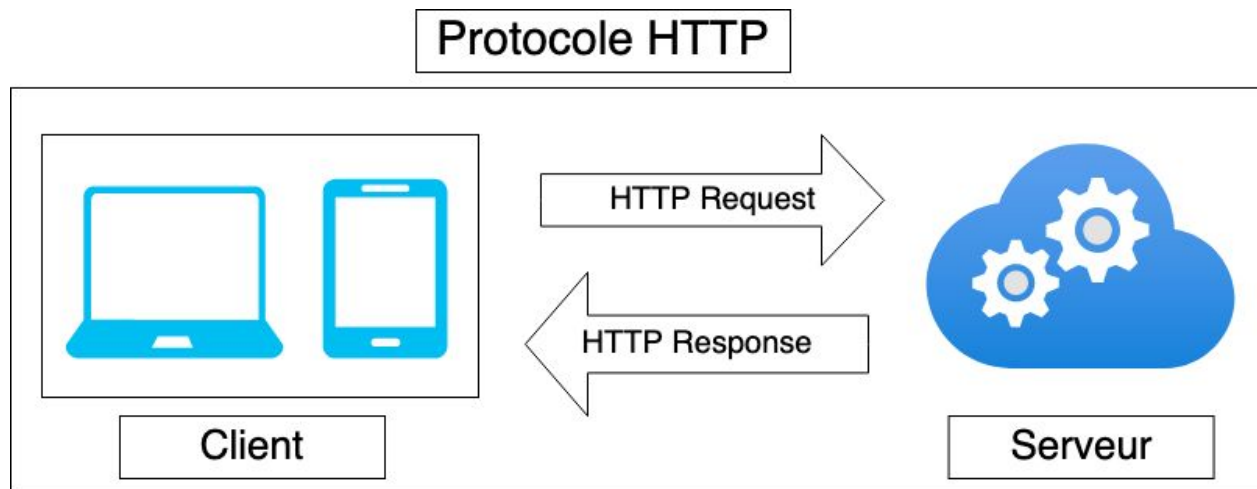 Protocole HTTP
HTTP Request
HTTP Response
Client
Serveur